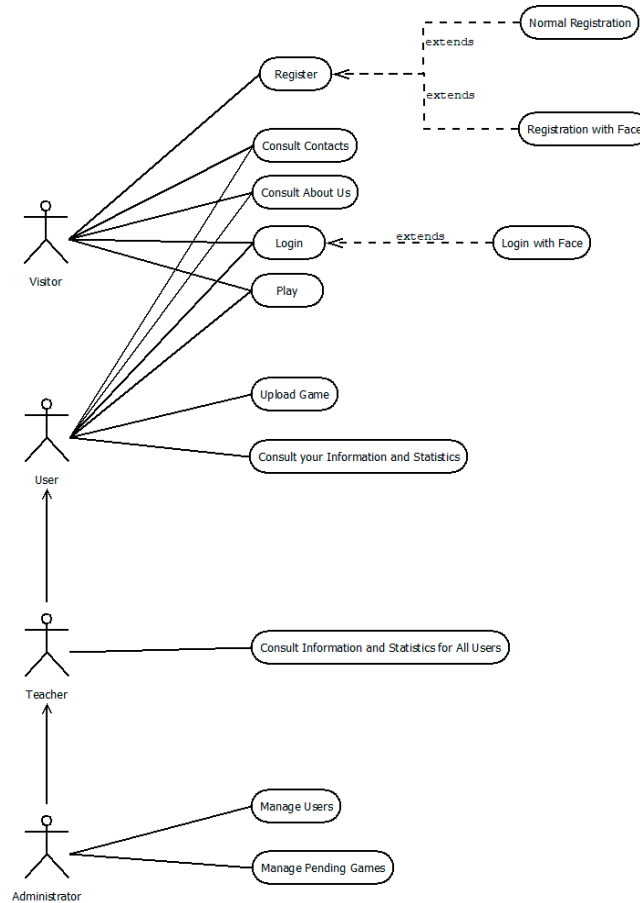 Normal Registration
extends
Register
extends
Registration with Face
Consult Contacts
Consult About Us
extends
Login
Login with Face
Visitor
Play
Upload Game
User
Consult your Information and Statistics
Consult Information and Statistics for All Users
Teacher
Manage Users
Manage Pending Games
Administrator